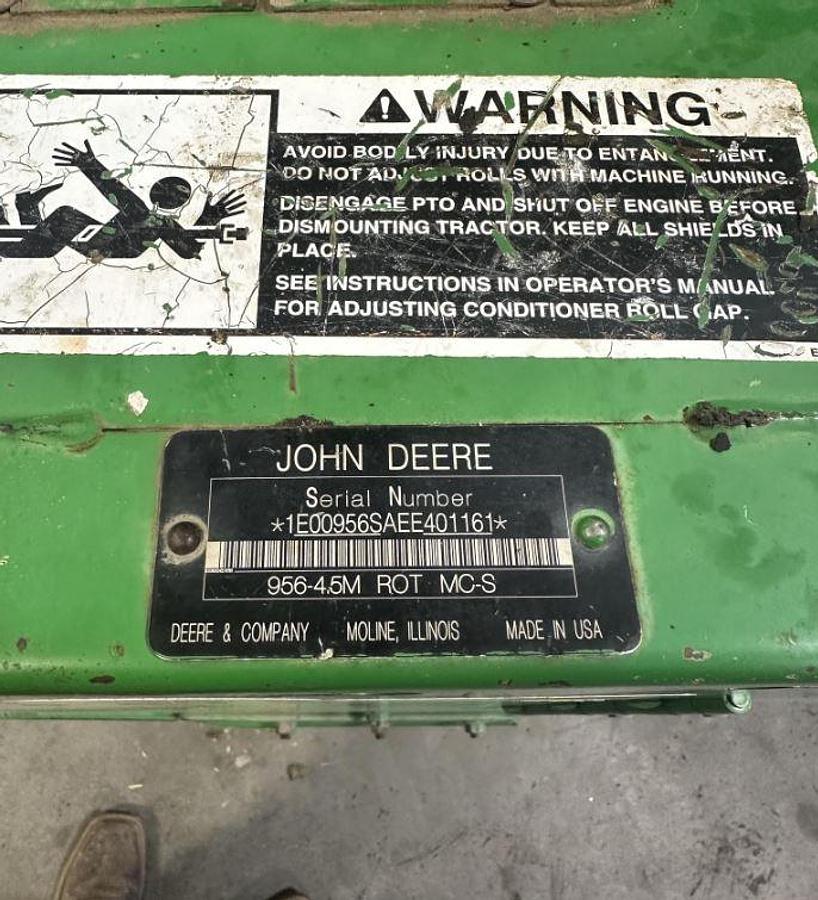 WARNING
AVOID BODILY INJURY DUE TO ENTANGLEMENT.
DO NOT ADJUST ROLLS WITH MACHINE RUNNING.
DISENGAGE PTO AND SHUT OFF ENGINE BEFORE
DISMOUNTING TRACTOR. KEEP ALL SHIELDS IN
PLACE.
SEE INSTRUCTIONS IN OPERATOR'S MANUAL
FOR ADJUSTING CONDITIONER ROLL GAP.
JOHN DEERE
Serial Number
*1E00956SAEE401161*
956-4.5M ROT MC-S
DEERE & COMPANY MOLINE, ILLINOIS MADE IN USA